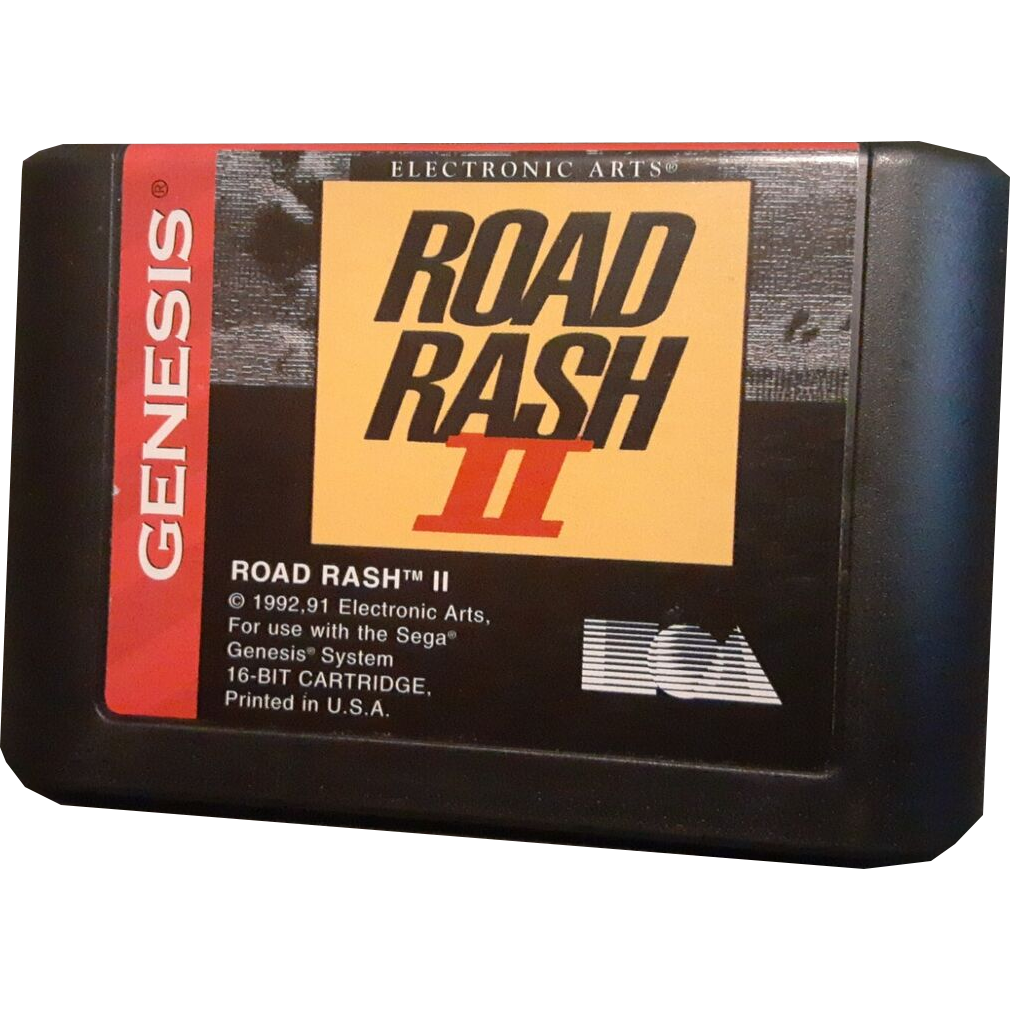 GENESIS®
ELECTRONIC ARTS®
ROAD
RASH
II
ROAD RASH™ II
© 1992,91 Electronic Arts,
For use with the Sega®
Genesis® System
16-BIT CARTRIDGE,
Printed in U.S.A.
EOA